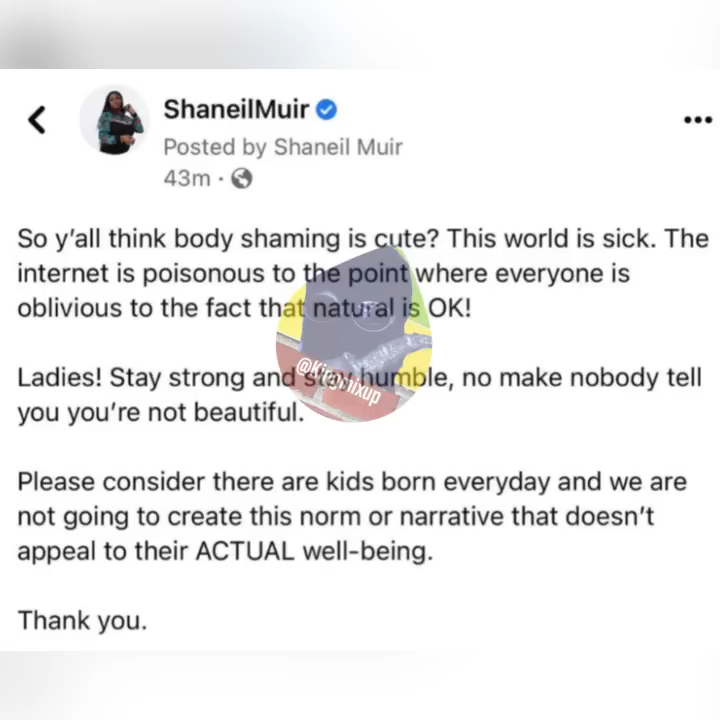 ShaneilMuir
Posted by Shaneil Muir
43m ·
So y'all think body shaming is cute? This world is sick. The
internet is poisonous to the point where everyone is
oblivious to the fact that natural is OK!
Ladies! Stay strong and stay humble, no make nobody tell
you you're not beautiful.
Please consider there are kids born everyday and we are
not going to create this norm or narrative that doesn't
appeal to their ACTUAL well-being.
Thank you.